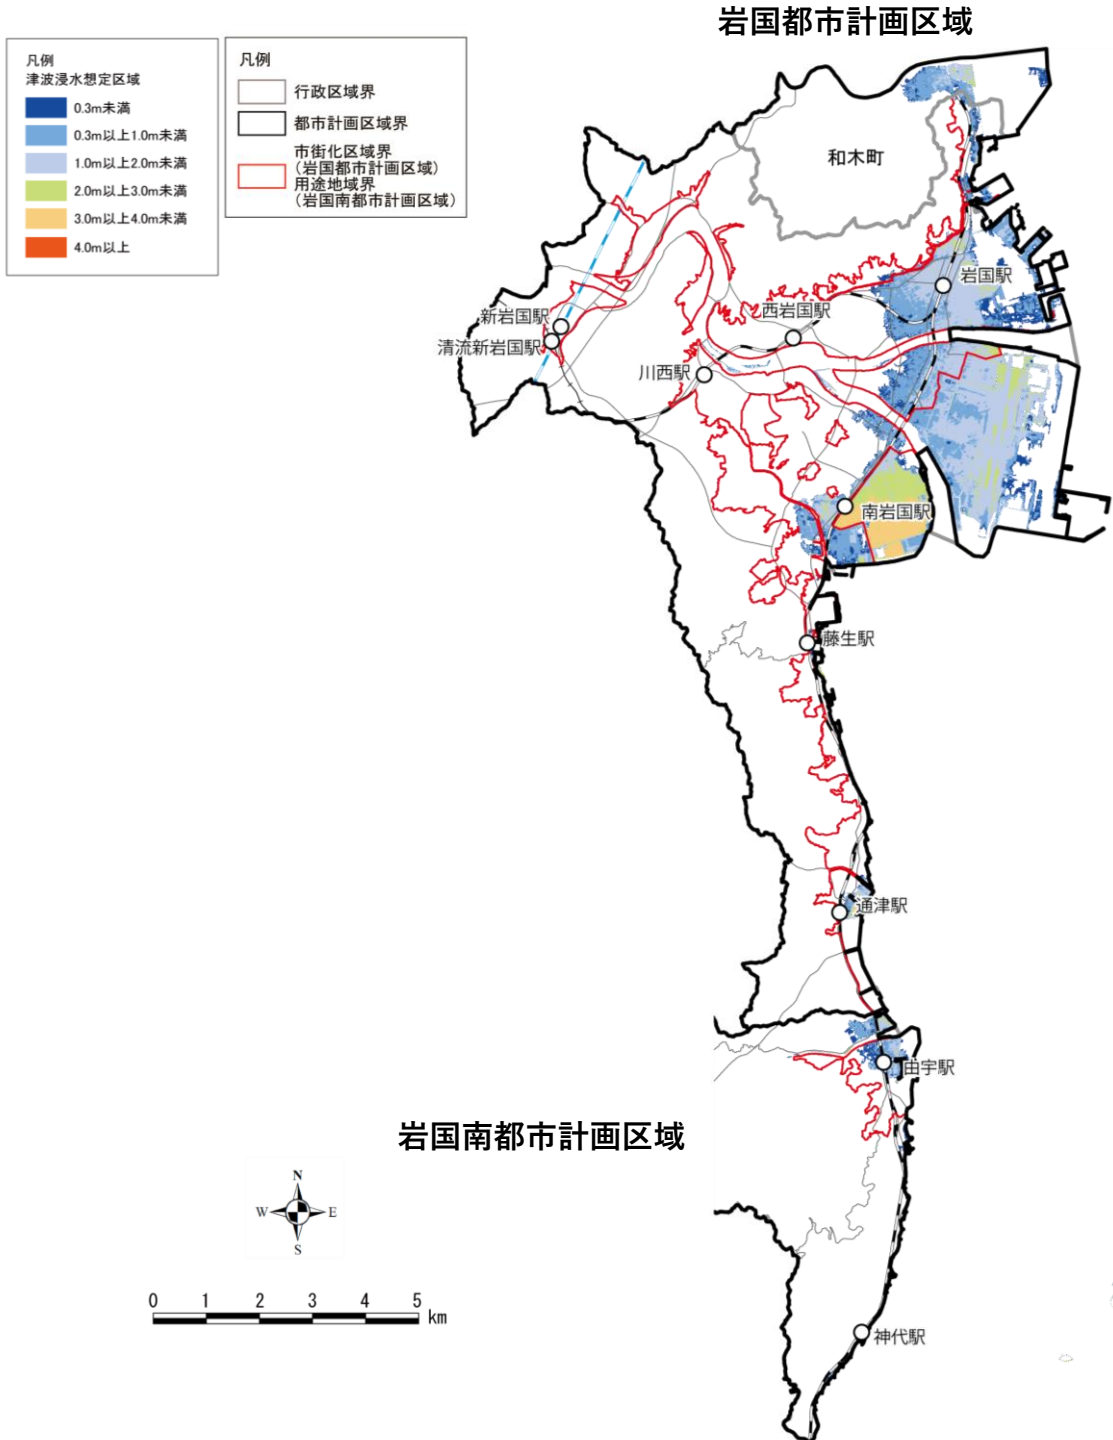 岩国都市計画区域
凡例
津波浸水想定区域
0.3m未満
0.3m以上1.0m未満
1.0m以上2.0m未満
2.0m以上3.0m未満
3.0m以上4.0m未満
4.0m以上
凡例
行政区域界
都市計画区域界
市街化区域界
(岩国都市計画区域)
用途地域界
(岩国南都市計画区域)
和木町
岩国駅
西岩国駅
新岩国駅
清流新岩国駅
川西駅
南岩国駅
藤生駅
通津駅
由宇駅
岩国南都市計画区域
N
W E
S
0 1 2 3 4 5
km
神代駅